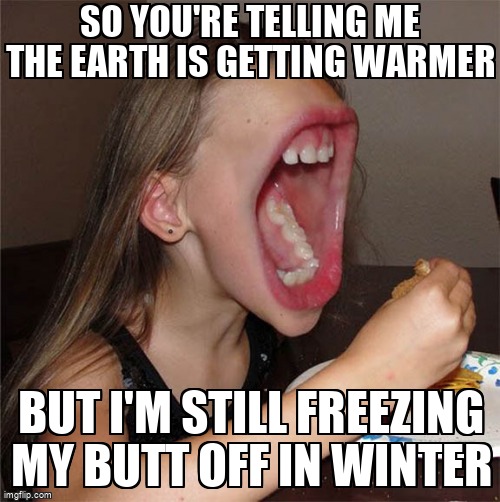 SO YOU'RE TELLING ME
THE EARTH IS GETTING WARMER
BUT I'M STILL FREEZING
MY BUTT OFF IN WINTER
imgflip.com